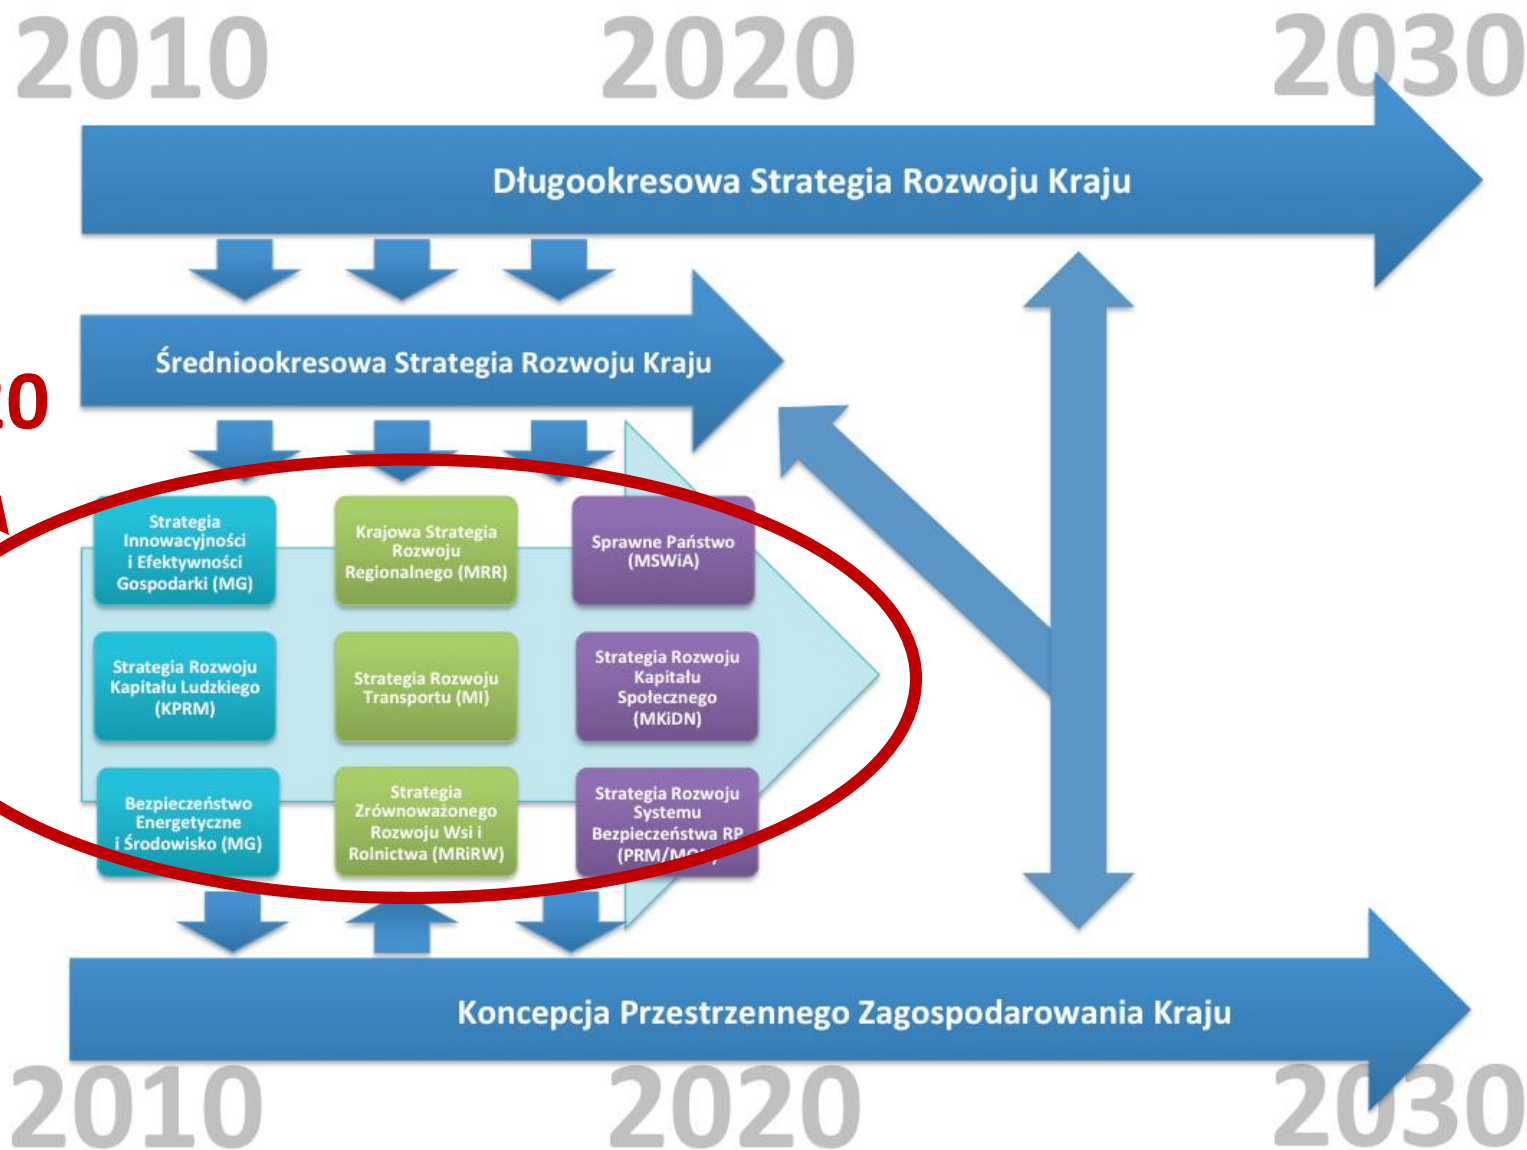 2010 2020 2030
Długookresowa Strategia Rozwoju Kraju
Średniookresowa Strategia Rozwoju Kraju
20
Strategia
Innowacyjności
i Efektywności
Gospodarki (MG)
Krajowa Strategia
Rozwoju
Regionalnego (MRR)
Sprawne Państwo
(MSWiA)
Strategia Rozwoju
Kapitału Ludzkiego
(KPRM)
Strategia Rozwoju
Transportu (MI)
Strategia Rozwoju
Kapitału
Społecznego
(MKiDN)
Bezpieczeństwo
Energetyczne
i Środowisko (MG)
Strategia
Zrównoważonego
Rozwoju Wsi i
Rolnictwa (MRiRW)
Strategia Rozwoju
Systemu
Bezpieczeństwa RP
Koncepcja Przestrzennego Zagospodarowania Kraju
2010 2020 2030